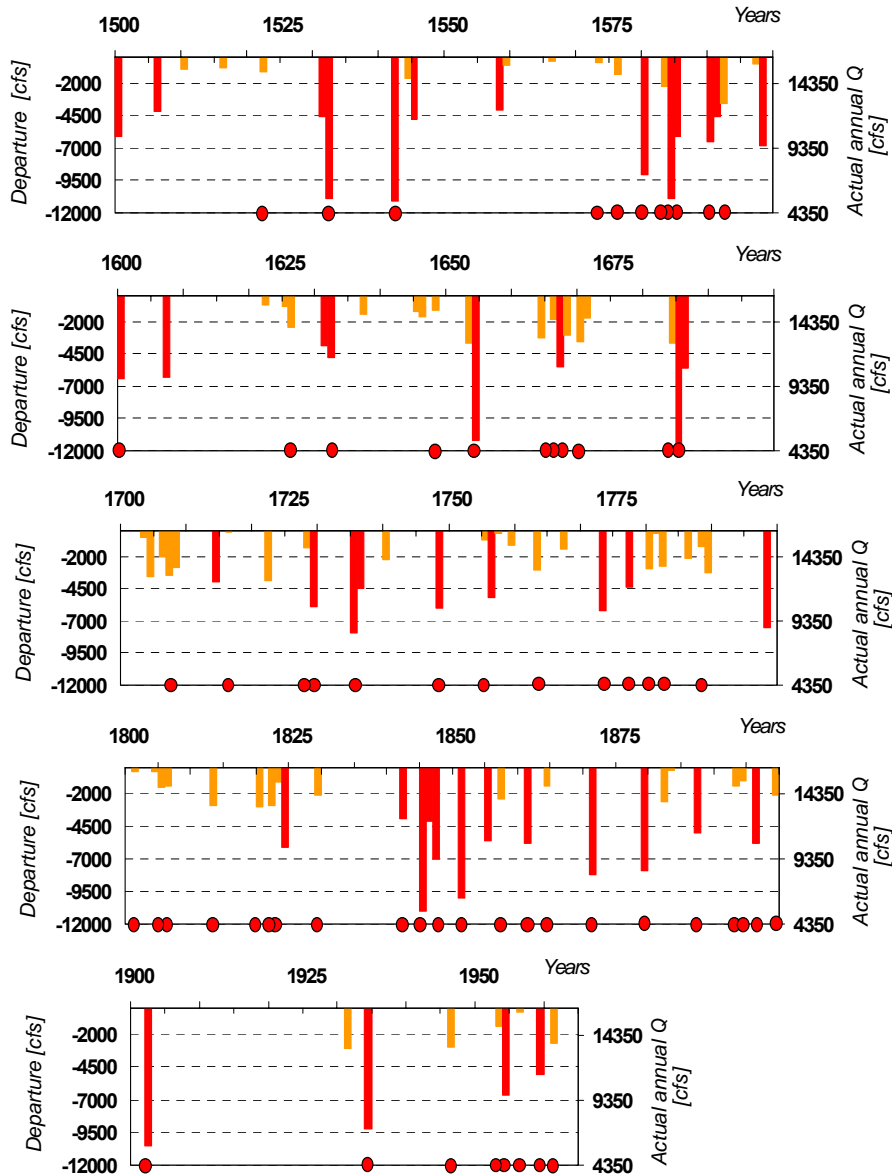 1500 1525 1550 1575 Years
Departure [cfs]
-2000
-4500
-7000
-9500
-12000
14350
9350
4350
Actual annual Q
[cfs]
1600 1625 1650 1675 Years
Departure [cfs]
-2000
-4500
-7000
-9500
-12000
14350
9350
4350
Actual annual Q
[cfs]
1700 1725 1750 1775 Years
Departure [cfs]
-2000
-4500
-7000
-9500
-12000
14350
9350
4350
Actual annual Q
[cfs]
1800 1825 1850 1875 Years
Departure [cfs]
-2000
-4500
-7000
-9500
-12000
14350
9350
4350
Actual annual Q
[cfs]
1900 1925 1950 Years
Departure [cfs]
-2000
-4500
-7000
-9500
-12000
14350
9350
4350
Actual annual Q
[cfs]